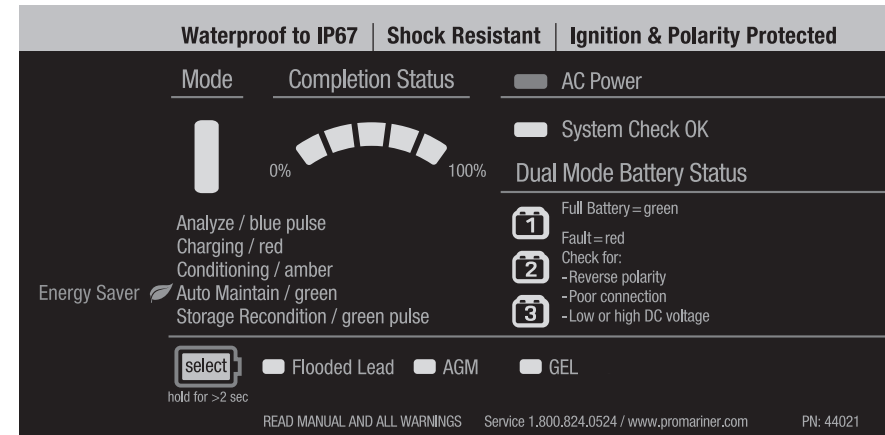 Waterproof to IP67 | Shock Resistant | Ignition & Polarity Protected
Mode
Completion Status
0%
100%
AC Power
System Check OK
Dual Mode Battery Status
Analyze / blue pulse
Charging / red
Conditioning / amber
Energy Saver Auto Maintain / green
Storage Recondition / green pulse
1
Full Battery=green
Fault=red
2
Check for:
-Reverse polarity
-Poor connection
3
-Low or high DC voltage
select
hold for >2 sec
Flooded Lead
AGM
GEL
READ MANUAL AND ALL WARNINGS Service 1.800.824.0524 / www.promariner.com PN: 44021